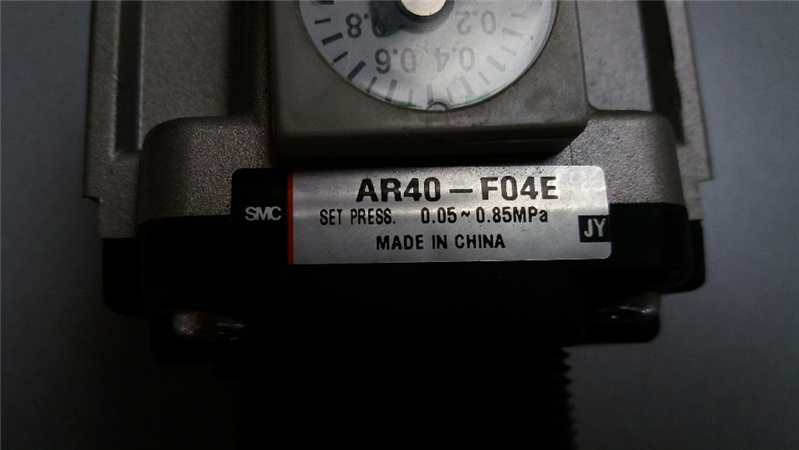 0.8 0.2
0.6 0.4
AR40-F04E
SMC SET PRESS. 0.05~0.85MPa
MADE IN CHINA JY